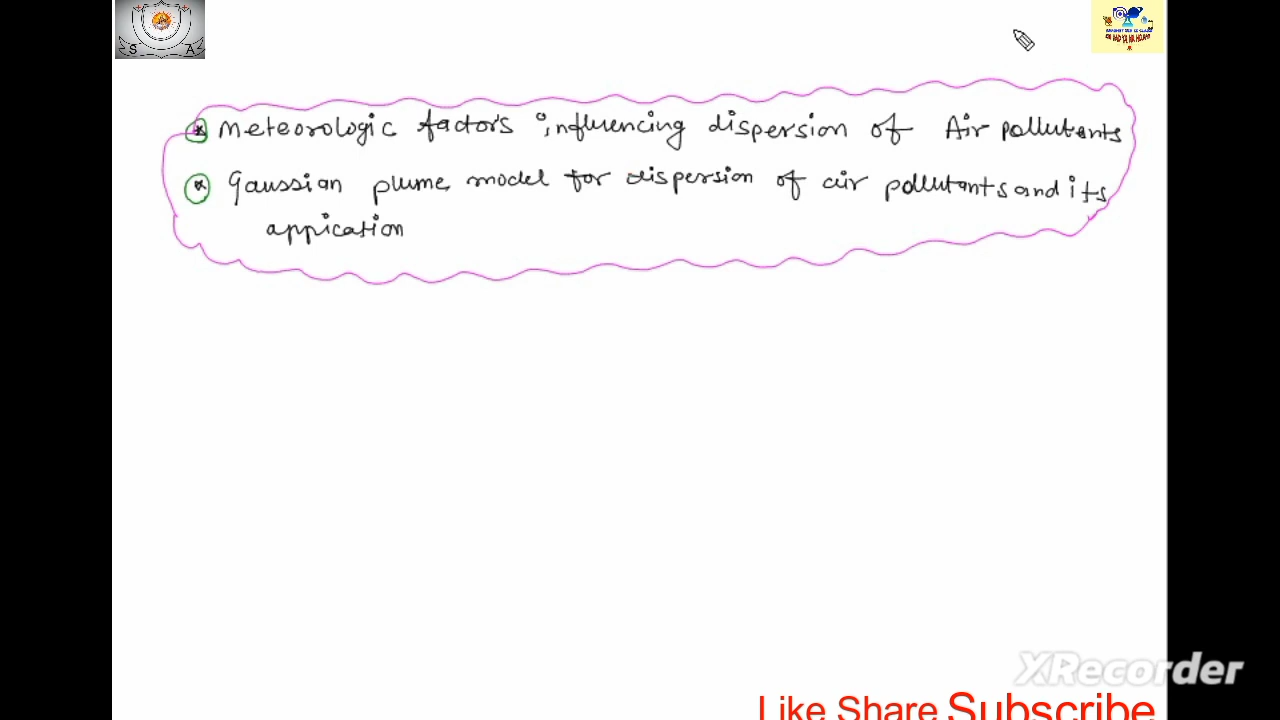 S A
* Meteorologic factors influencing dispersion of Air pollutants
* Gaussian plume model for dispersion of air pollutants and its
appication
XRecorder
Like Share Subscribe